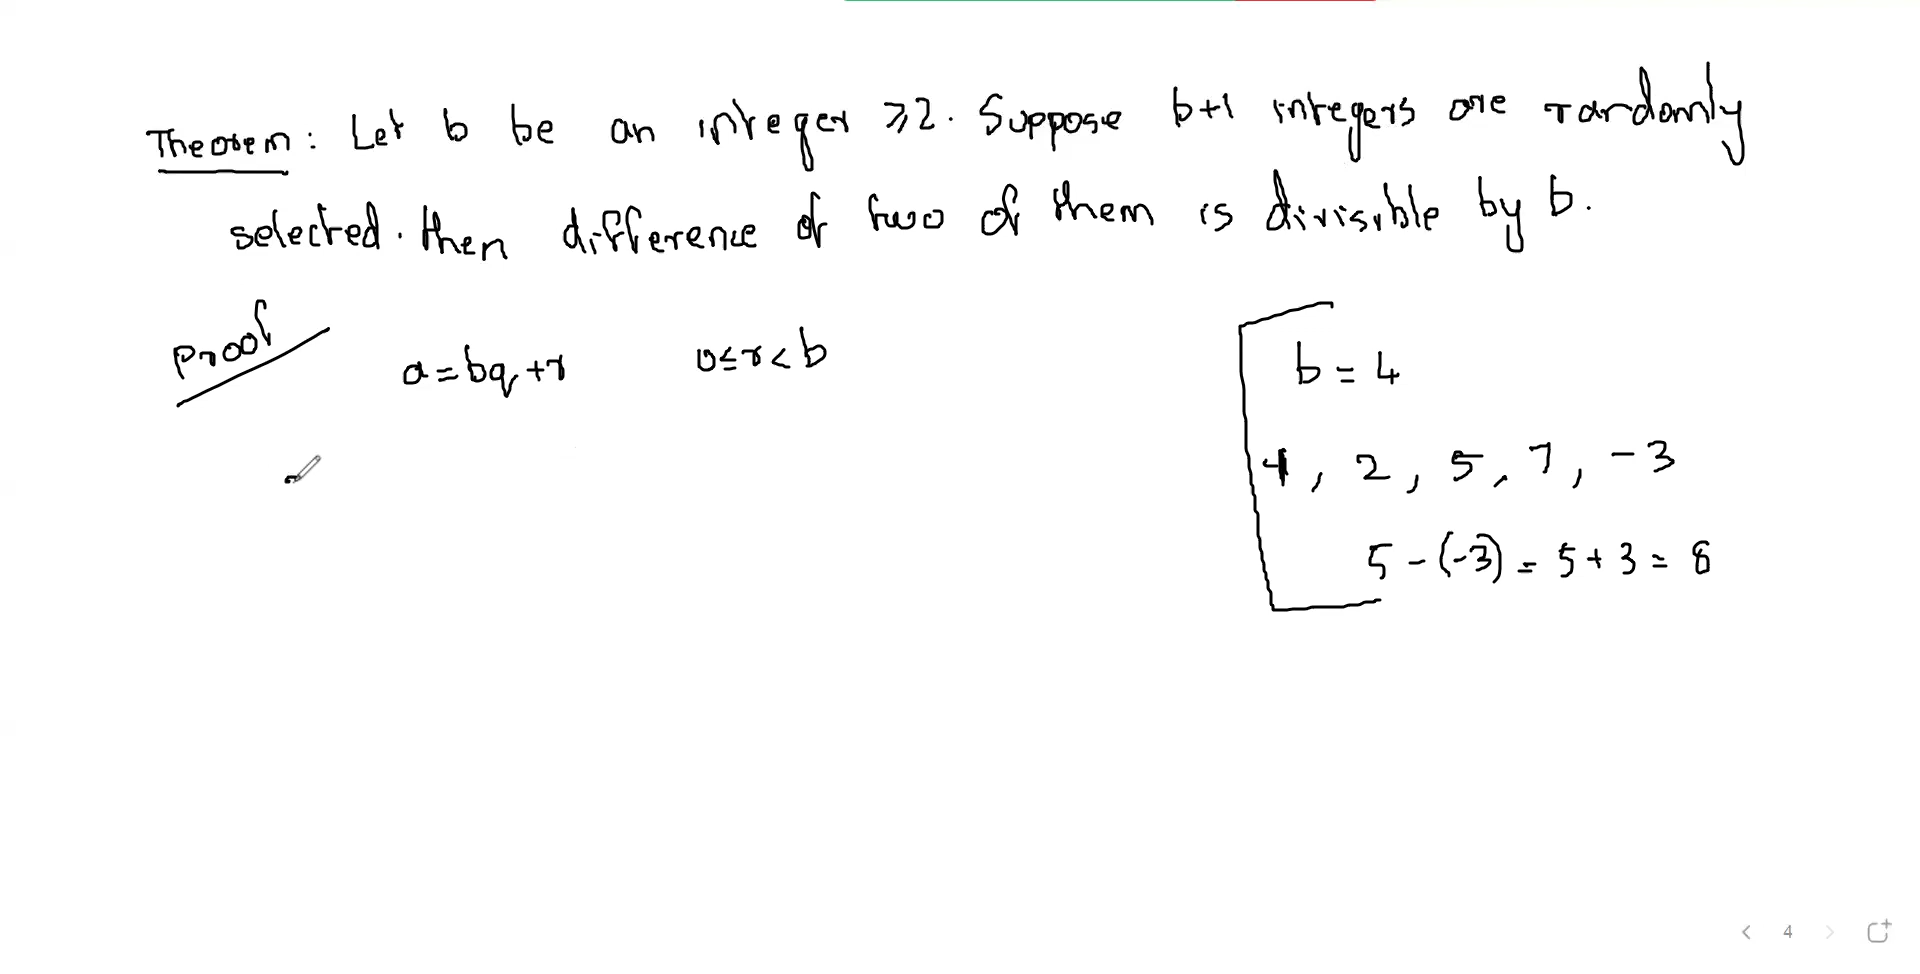 Theorem: Let b be an integer ≥2. Suppose b+1 integers are randomly
selected. then difference of two of them is divisible by b.
Proof
a=bq+r 0≤r<b
b = 4
1, 2, 5, 7, -3
5-(-3) = 5+3 = 8
4